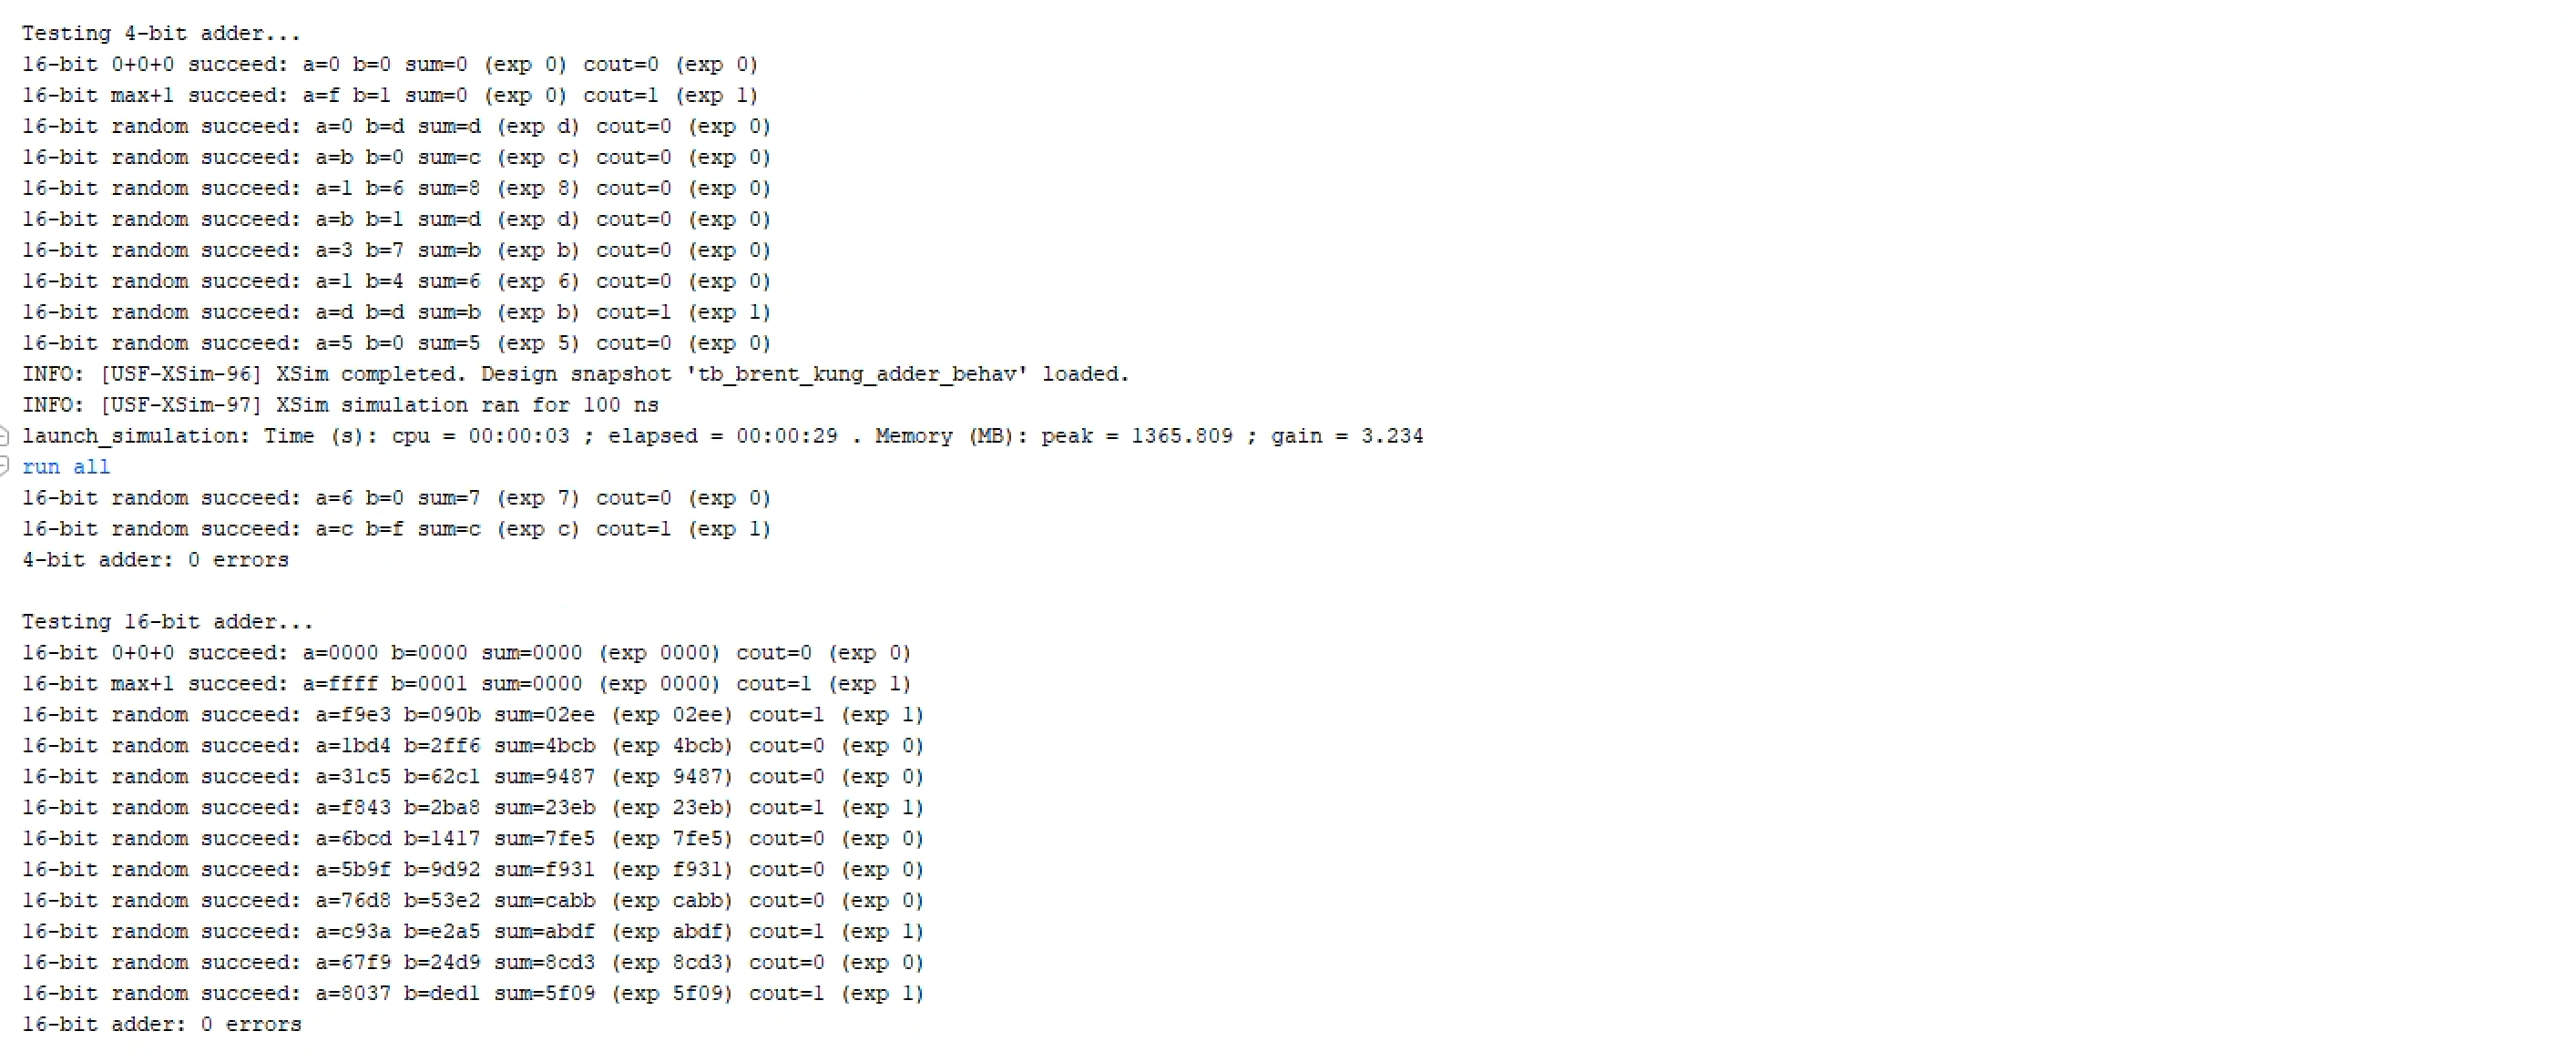 Testing 4-bit adder...
16-bit 0+0+0 succeed: a=0 b=0 sum=0 (exp 0) cout=0 (exp 0)
16-bit max+1 succeed: a=f b=1 sum=0 (exp 0) cout=1 (exp 1)
16-bit random succeed: a=0 b=d sum=d (exp d) cout=0 (exp 0)
16-bit random succeed: a=b b=0 sum=c (exp c) cout=0 (exp 0)
16-bit random succeed: a=1 b=6 sum=8 (exp 8) cout=0 (exp 0)
16-bit random succeed: a=b b=1 sum=d (exp d) cout=0 (exp 0)
16-bit random succeed: a=3 b=7 sum=b (exp b) cout=0 (exp 0)
16-bit random succeed: a=1 b=4 sum=6 (exp 6) cout=0 (exp 0)
16-bit random succeed: a=d b=d sum=b (exp b) cout=1 (exp 1)
16-bit random succeed: a=5 b=0 sum=5 (exp 5) cout=0 (exp 0)
INFO: [USF-XSim-96] XSim completed. Design snapshot 'tb_brent_kung_adder_behav' loaded.
INFO: [USF-XSim-97] XSim simulation ran for 100 ns
launch_simulation: Time (s): cpu = 00:00:03 ; elapsed = 00:00:29 . Memory (MB): peak = 1365.809 ; gain = 3.234
run all
16-bit random succeed: a=6 b=0 sum=7 (exp 7) cout=0 (exp 0)
16-bit random succeed: a=c b=f sum=c (exp c) cout=1 (exp 1)
4-bit adder: 0 errors
Testing 16-bit adder...
16-bit 0+0+0 succeed: a=0000 b=0000 sum=0000 (exp 0000) cout=0 (exp 0)
16-bit max+1 succeed: a=ffff b=0001 sum=0000 (exp 0000) cout=1 (exp 1)
16-bit random succeed: a=f9e3 b=090b sum=02ee (exp 02ee) cout=1 (exp 1)
16-bit random succeed: a=1bd4 b=2ff6 sum=4bcb (exp 4bcb) cout=0 (exp 0)
16-bit random succeed: a=31c5 b=62c1 sum=9487 (exp 9487) cout=0 (exp 0)
16-bit random succeed: a=f843 b=2ba8 sum=23eb (exp 23eb) cout=1 (exp 1)
16-bit random succeed: a=6bcd b=1417 sum=7fe5 (exp 7fe5) cout=0 (exp 0)
16-bit random succeed: a=5b9f b=9d92 sum=f931 (exp f931) cout=0 (exp 0)
16-bit random succeed: a=76d8 b=53e2 sum=cabb (exp cabb) cout=0 (exp 0)
16-bit random succeed: a=c93a b=e2a5 sum=abdf (exp abdf) cout=1 (exp 1)
16-bit random succeed: a=67f9 b=24d9 sum=8cd3 (exp 8cd3) cout=0 (exp 0)
16-bit random succeed: a=8037 b=ded1 sum=5f09 (exp 5f09) cout=1 (exp 1)
16-bit adder: 0 errors